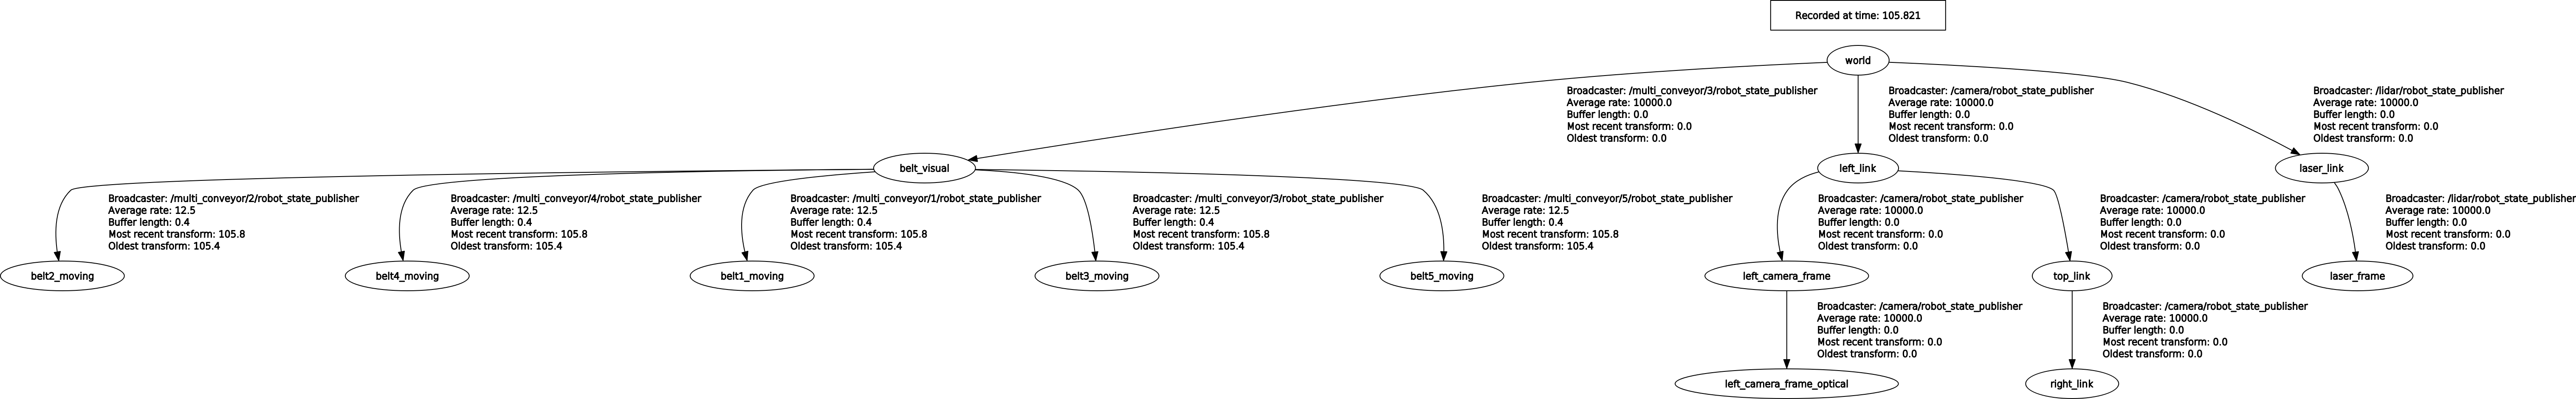 Recorded at time: 105.821
world
Broadcaster: /multi_conveyor/3/robot_state_publisher
Average rate: 10000.0
Buffer length: 0.0
Most recent transform: 0.0
Oldest transform: 0.0
Broadcaster: /camera/robot_state_publisher
Average rate: 10000.0
Buffer length: 0.0
Most recent transform: 0.0
Oldest transform: 0.0
Broadcaster: /lidar/robot_state_publisher
Average rate: 10000.0
Buffer length: 0.0
Most recent transform: 0.0
Oldest transform: 0.0
belt_visual
left_link
laser_link
Broadcaster: /multi_conveyor/2/robot_state_publisher
Average rate: 12.5
Buffer length: 0.4
Most recent transform: 105.8
Oldest transform: 105.4
Broadcaster: /multi_conveyor/4/robot_state_publisher
Average rate: 12.5
Buffer length: 0.4
Most recent transform: 105.8
Oldest transform: 105.4
Broadcaster: /multi_conveyor/1/robot_state_publisher
Average rate: 12.5
Buffer length: 0.4
Most recent transform: 105.8
Oldest transform: 105.4
Broadcaster: /multi_conveyor/3/robot_state_publisher
Average rate: 12.5
Buffer length: 0.4
Most recent transform: 105.8
Oldest transform: 105.4
Broadcaster: /multi_conveyor/5/robot_state_publisher
Average rate: 12.5
Buffer length: 0.4
Most recent transform: 105.8
Oldest transform: 105.4
Broadcaster: /camera/robot_state_publisher
Average rate: 10000.0
Buffer length: 0.0
Most recent transform: 0.0
Oldest transform: 0.0
Broadcaster: /camera/robot_state_publisher
Average rate: 10000.0
Buffer length: 0.0
Most recent transform: 0.0
Oldest transform: 0.0
Broadcaster: /lidar/robot_state_publisher
Average rate: 10000.0
Buffer length: 0.0
Most recent transform: 0.0
Oldest transform: 0.0
belt2_moving
belt4_moving
belt1_moving
belt3_moving
belt5_moving
left_camera_frame
top_link
laser_frame
Broadcaster: /camera/robot_state_publisher
Average rate: 10000.0
Buffer length: 0.0
Most recent transform: 0.0
Oldest transform: 0.0
Broadcaster: /camera/robot_state_publisher
Average rate: 10000.0
Buffer length: 0.0
Most recent transform: 0.0
Oldest transform: 0.0
left_camera_frame_optical
right_link